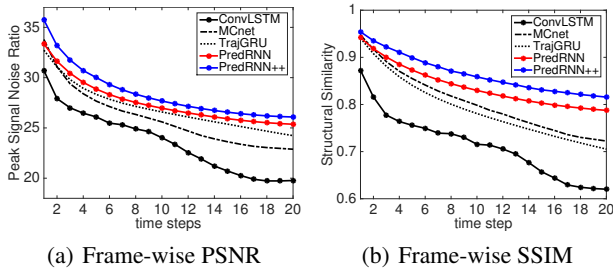 Peak Signal Noise Ratio
35
30
25
20
2 4 6 8 10 12 14 16 18 20
time steps
ConvLSTM
MCnet
TrajGRU
PredRNN
PredRNN++
(a) Frame-wise PSNR
Structural Similarity
1
0.9
0.8
0.7
0.6
2 4 6 8 10 12 14 16 18 20
time step
ConvLSTM
MCnet
TrajGRU
PredRNN
PredRNN++
(b) Frame-wise SSIM